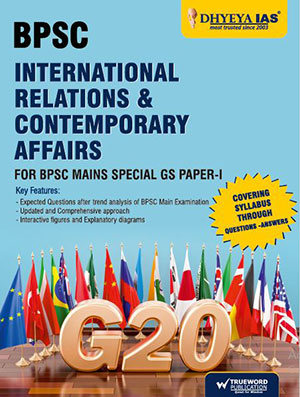 DHYEYA IAS®
most trusted since 2003
BPSC
INTERNATIONAL
RELATIONS &
CONTEMPORARY
AFFAIRS
FOR BPSC MAINS SPECIAL GS PAPER-I
Key Features:
- Expected Questions after trend analysis of BPSC Main Examination
- Updated and Comprehensive approach
- Interactive figures and Explanatory diagrams
COVERING
SYLLABUS
THROUGH
QUESTIONS -ANSWERS
G20
TRUEWORD
PUBLICATION